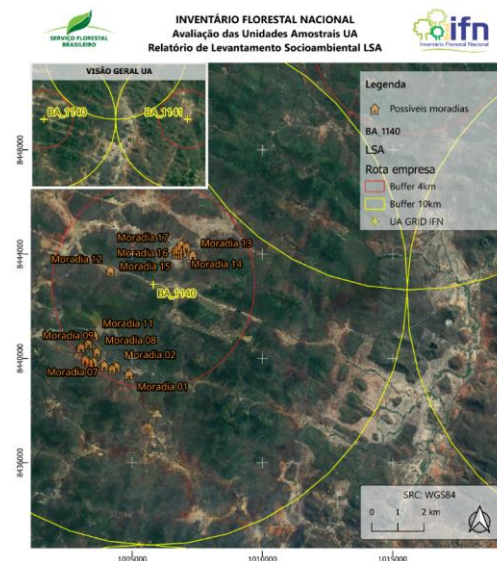 SERVIÇO FLORESTAL
BRASILEIRO
INVENTÁRIO FLORESTAL NACIONAL
Avaliação das Unidades Amostrais UA
Relatório de Levantamento Socioambiental LSA
ifn
Inventário Florestal Nacional
VISÃO GERAL UA
BA_1140
BA_1141
Legenda
Possíveis moradias
BA_1140
LSA
Rota empresa
Buffer 4km
Buffer 10km
UA GRID IFN
8448000
8444000
8440000
8436000
Moradia 17
Moradia 13
Moradia 16
Moradia 12
Moradia 14
Moradia 15
BA_1140
Moradia 11
Moradia 09
Moradia 08
Moradia 02
Moradia 07
Moradia 01
SRC: WGS84
0 1 2 km
1005000
1010000
1015000